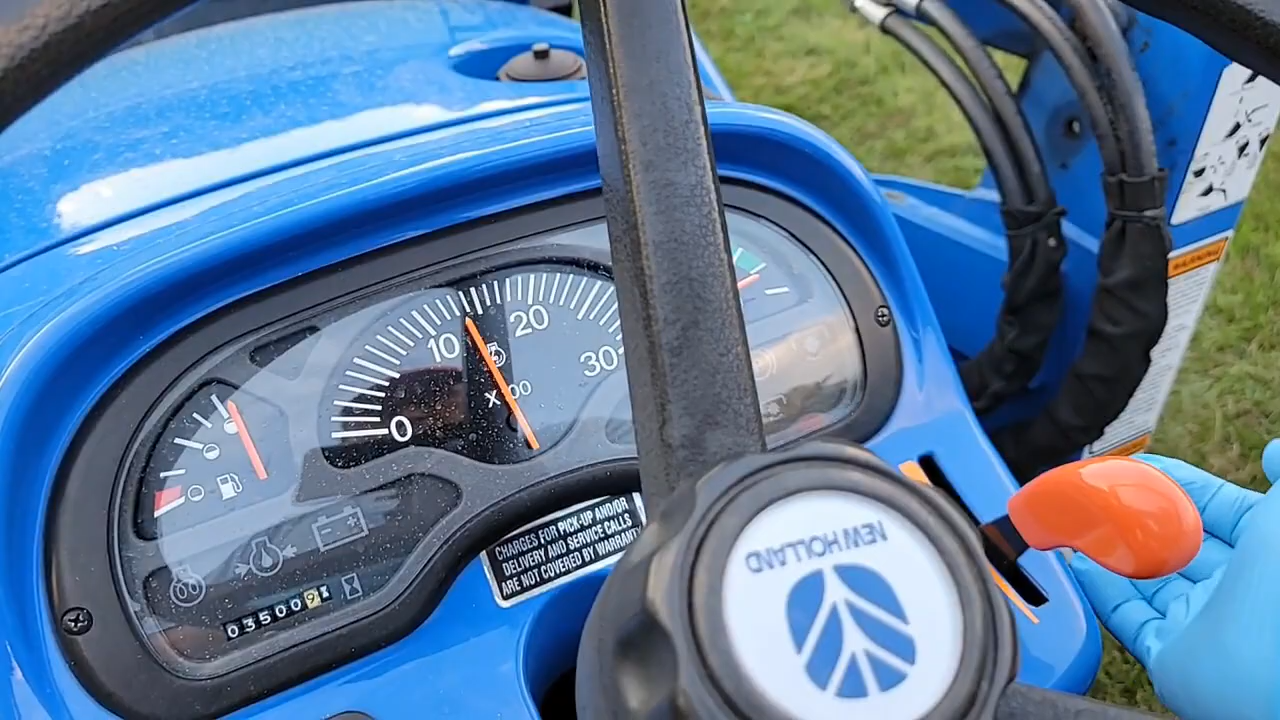 0
10
20
30
X100
CHARGES FOR PICK-UP AND/OR
DELIVERY AND SERVICE CALLS
ARE NOT COVERED BY WARRANTY
NEW HOLLAND
WARNING